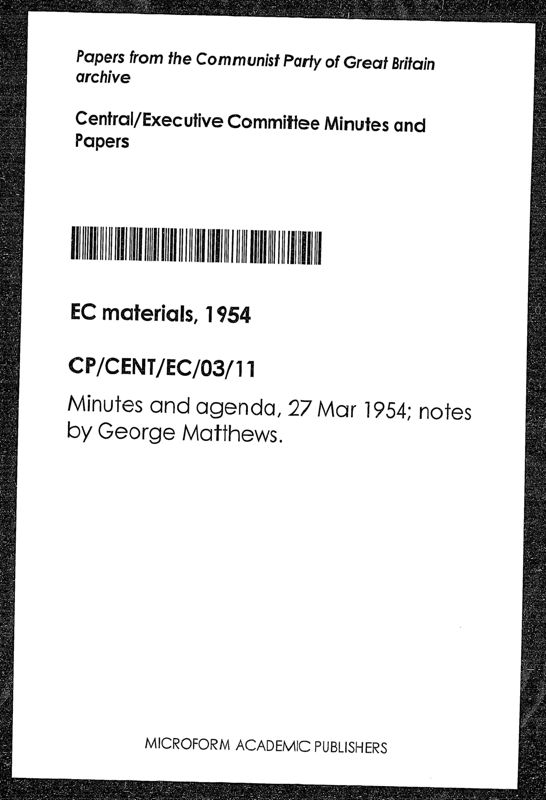 Papers from the Communist Party of Great Britain
archive
Central/Executive Committee Minutes and
Papers
EC materials, 1954
CP/CENT/EC/03/11
Minutes and agenda, 27 Mar 1954; notes
by George Matthews.
MICROFORM ACADEMIC PUBLISHERS